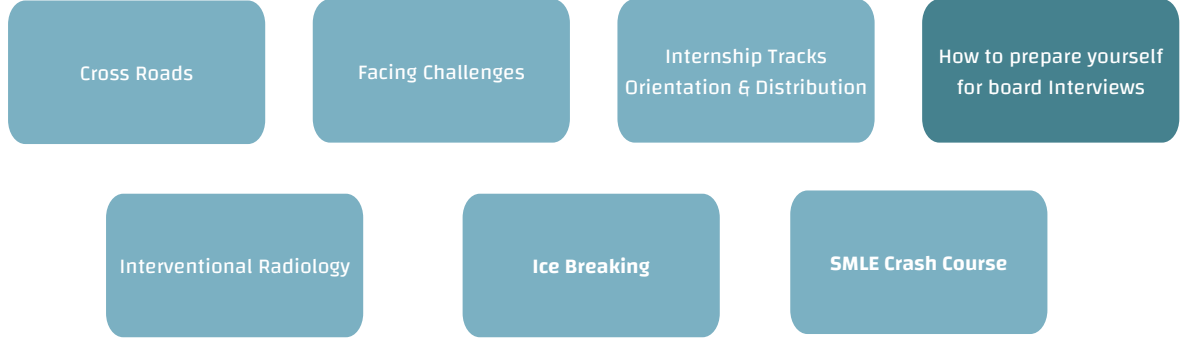 Cross Roads
Facing Challenges
Internship Tracks
Orientation & Distribution
How to prepare yourself
for board Interviews
Interventional Radiology
Ice Breaking
SMLE Crash Course